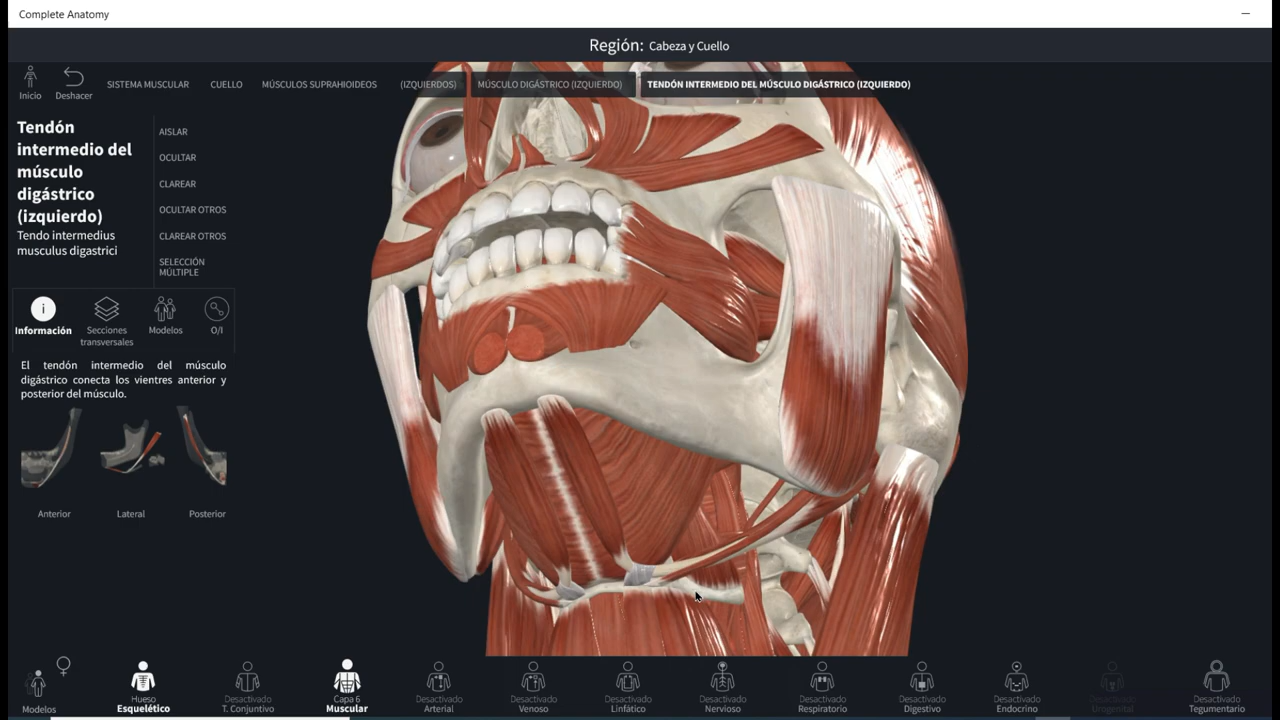 Complete Anatomy
Región: Cabeza y Cuello
Inicio
Deshacer
SISTEMA MUSCULAR
CUELLO
MÚSCULOS SUPRAHIOIDEOS
(IZQUIERDOS)
MÚSCULO DIGÁSTRICO (IZQUIERDO)
TENDÓN INTERMEDIO DEL MÚSCULO DIGÁSTRICO (IZQUIERDO)
Tendón
intermedio del
músculo
digástrico
(izquierdo)
Tendo intermedius
musculus digastrici
AISLAR
OCULTAR
CLAREAR
OCULTAR OTROS
CLAREAR OTROS
SELECCIÓN
MÚLTIPLE
Información
Secciones
transversales
Modelos
O/I
El tendón intermedio del músculo
digástrico conecta los vientres anterior y
posterior del músculo.
Anterior
Lateral
Posterior
Modelos
Hueso
Esquelético
Desactivado
T. Conjuntivo
Capa 6
Muscular
Desactivado
Arterial
Desactivado
Venoso
Desactivado
Linfático
Desactivado
Nervioso
Desactivado
Respiratorio
Desactivado
Digestivo
Desactivado
Endocrino
Desactivado
Urogenital
Desactivado
Tegumentario